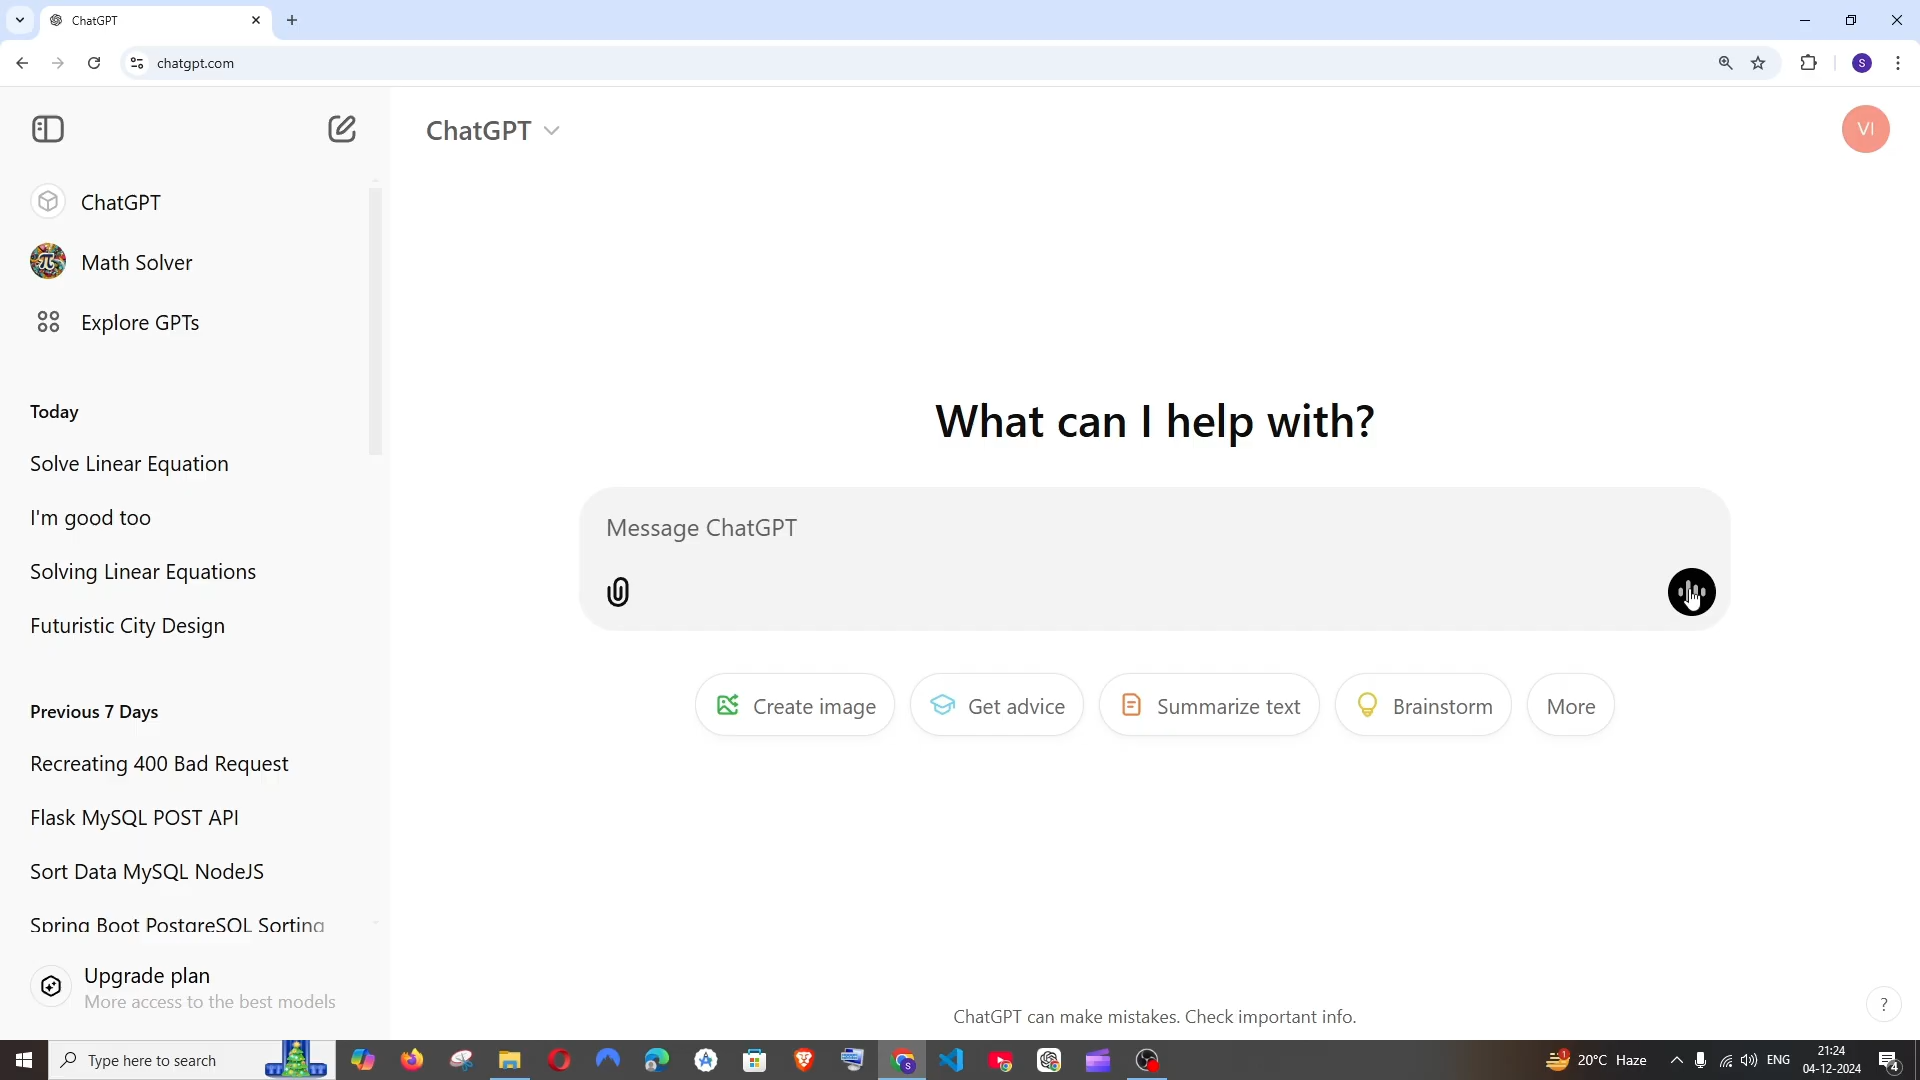 ChatGPT
chatgpt.com
S
ChatGPT
VI
ChatGPT
Math Solver
Explore GPTs
Today
Solve Linear Equation
I'm good too
Solving Linear Equations
Futuristic City Design
Previous 7 Days
Recreating 400 Bad Request
Flask MySQL POST API
Sort Data MySQL NodeJS
Spring Boot PostgreSQL Sorting
Upgrade plan
More access to the best models
What can I help with?
Message ChatGPT
Create image
Get advice
Summarize text
Brainstorm
More
ChatGPT can make mistakes. Check important info.
?
Type here to search
1
20°C Haze
ENG
21:24
04-12-2024
4